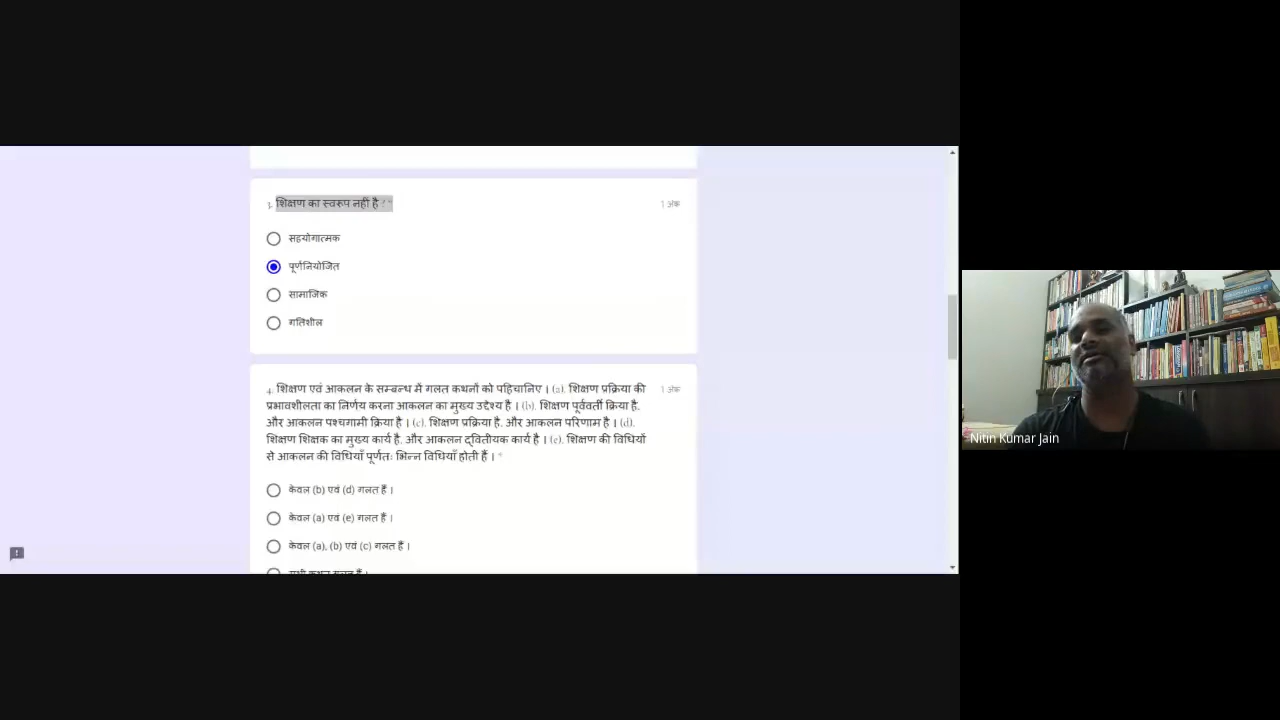 3. शिक्षण का स्वरूप नहीं है ? *
1 अंक
सहयोगात्मक
पूर्णनियोजित
सामाजिक
गतिशील
4. शिक्षण एवं आकलन के सम्बन्ध में गलत कथनों को पहिचानिए । (a). शिक्षण प्रक्रिया की
1 अंक
प्रभावशीलता का निर्णय करना आकलन का मुख्य उद्देश्य है । (b). शिक्षण पूर्ववर्ती क्रिया है,
और आकलन पश्चगामी क्रिया है । (c). शिक्षण प्रक्रिया है, और आकलन परिणाम है । (d).
शिक्षण शिक्षक का मुख्य कार्य है, और आकलन द्वितीयक कार्य है । (e). शिक्षण की विधियों
से आकलन की विधियाँ पूर्णतः भिन्न विधियाँ होती हैं । *
केवल (b) एवं (d) गलत हैं ।
केवल (a) एवं (e) गलत हैं ।
केवल (a), (b) एवं (c) गलत हैं ।
सभी कथन गलत हैं ।
Nitin Kumar Jain